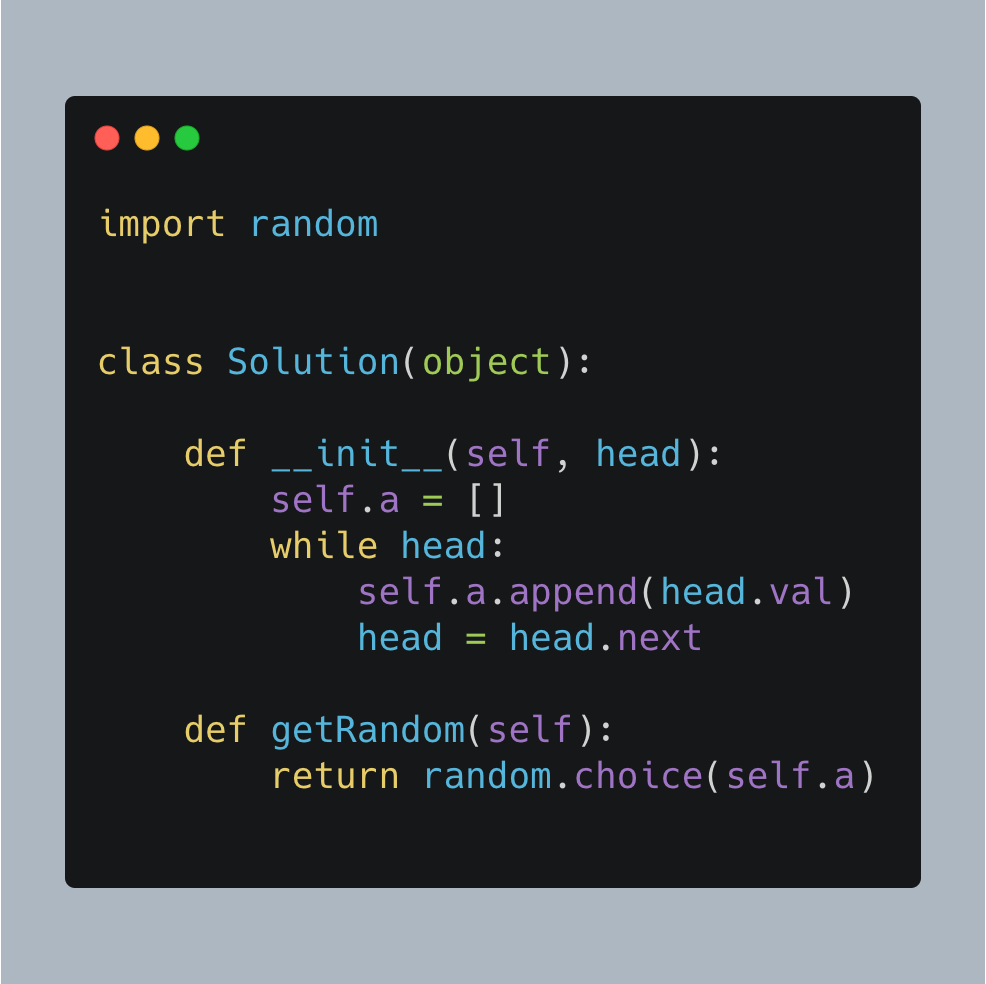 import random
class Solution(object):
    def __init__(self, head):
        self.a = []
        while head:
            self.a.append(head.val)
            head = head.next
    def getRandom(self):
        return random.choice(self.a)